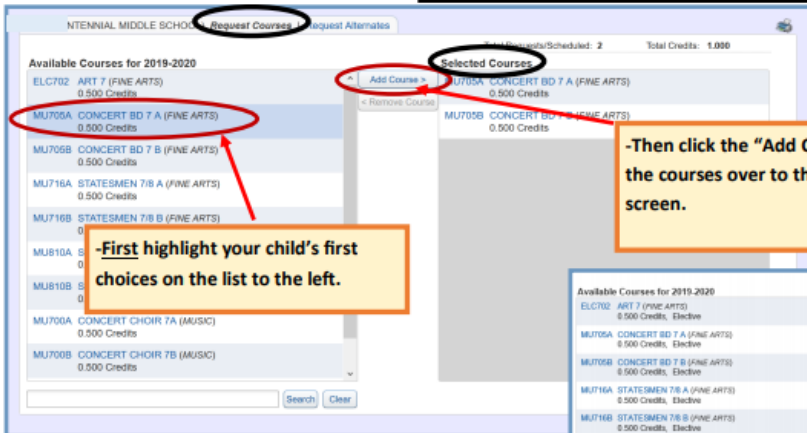 NTENNIAL MIDDLE SCHOO Request Courses Request Alternates
Total Requests/Scheduled: 2 Total Credits: 1.000
Available Courses for 2019-2020
ELC702 ART 7 (FINE ARTS)
0.500 Credits
MU705A CONCERT BD 7 A (FINE ARTS)
0.500 Credits
MU705B CONCERT BD 7 B (FINE ARTS)
0.500 Credits
MU716A STATESMEN 7/8 A (FINE ARTS)
0.500 Credits
MU716B STATESMEN 7/8 B (FINE ARTS)
0
MU810A S
0
MU810B S
0
MU700A CONCERT CHOIR 7A (MUSIC)
0.500 Credits
MU700B CONCERT CHOIR 7B (MUSIC)
0.500 Credits
Search Clear
Add Course >
< Remove Course
Selected Courses
MU705A CONCERT BD 7 A (FINE ARTS)
0.500 Credits
MU705B CONCERT BD 7 B (FINE ARTS)
0.500 Credits
-First highlight your child's first
choices on the list to the left.
-Then click the "Add C
the courses over to th
screen.
Available Courses for 2019-2020
ELC702 ART 7 (FINE ARTS)
0.500 Credits, Elective
MU705A CONCERT BD 7 A (FINE ARTS)
0.500 Credits, Elective
MU705B CONCERT BD 7 B (FINE ARTS)
0.500 Credits, Elective
MU716A STATESMEN 7/8 A (FINE ARTS)
0.500 Credits, Elective
MU716B STATESMEN 7/8 B (FINE ARTS)
0.500 Credits, Elective